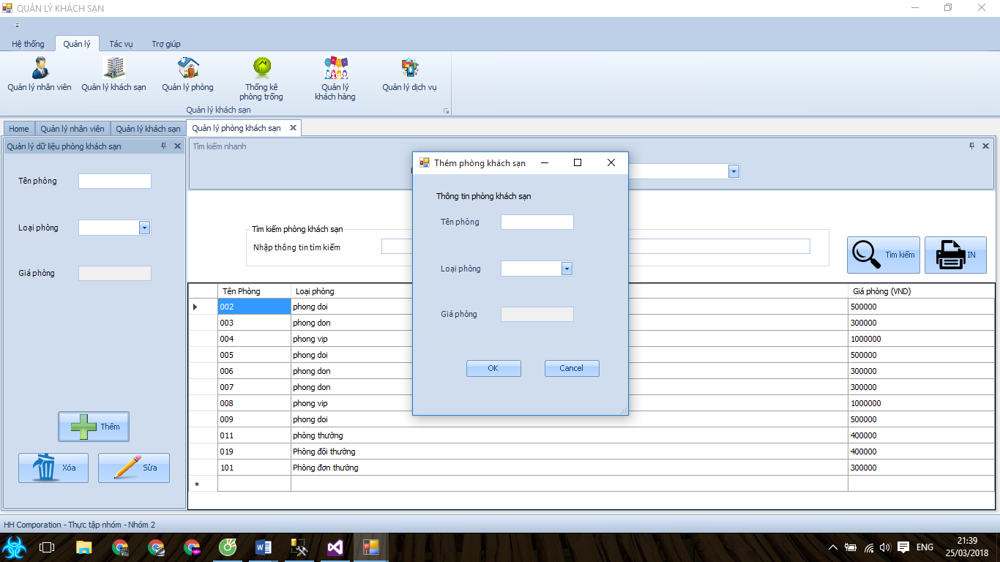 QUẢN LÝ KHÁCH SẠN
Hệ thống
Quản lý
Tác vụ
Trợ giúp
Quản lý nhân viên
Quản lý khách sạn
Quản lý phòng
Thống kê
phòng trống
Quản lý
khách hàng
Quản lý dịch vụ
Quản lý khách sạn
Home
Quản lý nhân viên
Quản lý khách sạn
Quản lý phòng khách sạn
Quản lý dữ liệu phòng khách sạn
Tên phòng
Loại phòng
Giá phòng
Thêm
Xóa
Sửa
Tìm kiếm nhanh
Tìm kiếm phòng khách sạn
Nhập thông tin tìm kiếm
Tìm kiếm
IN
Thêm phòng khách sạn
Thông tin phòng khách sạn
Tên phòng
Loại phòng
Giá phòng
OK
Cancel
Tên Phòng Loại phòng Giá phòng (VND)
002 phong doi 500000
003 phong don 300000
004 phong vip 1000000
005 phong doi 500000
006 phong don 300000
007 phong don 300000
008 phong vip 1000000
009 phong doi 500000
011 phòng thường 400000
019 Phòng đôi thường 400000
101 Phòng đơn thường 300000
HH Comporation - Thực tập nhóm - Nhóm 2
ENG
21:39
25/03/2018